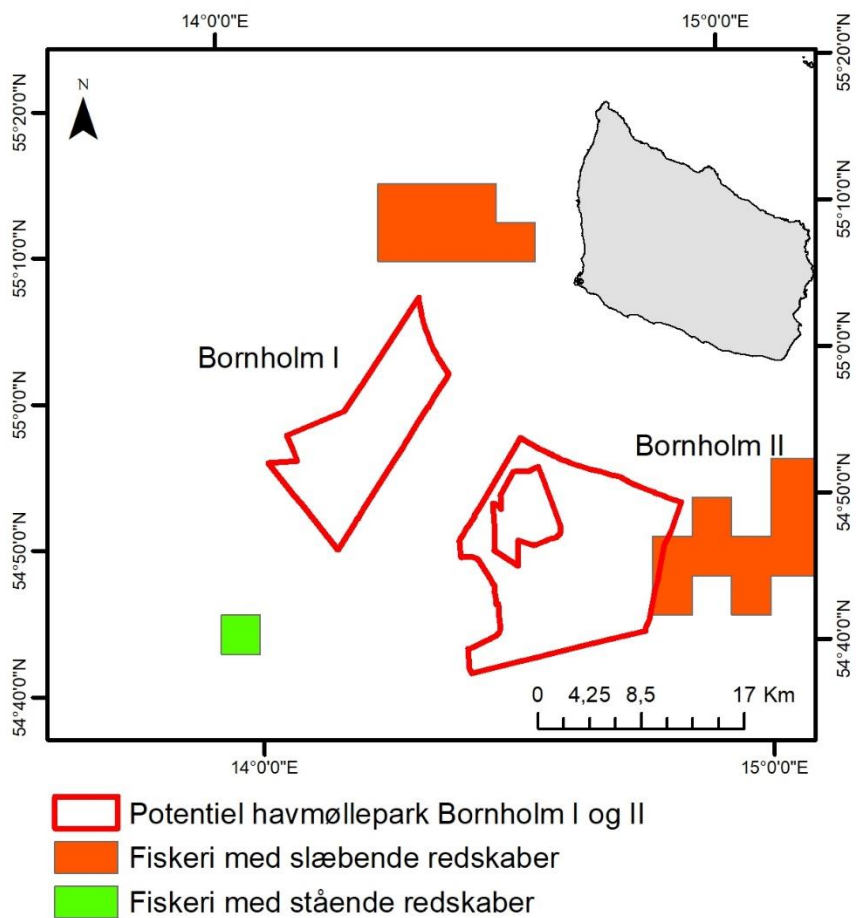 14°0'0"E
15°0'0"E
N
55°20'0"N
55°20'0"N
55°10'0"N
55°10'0"N
Bornholm I
55°0'0"N
55°0'0"N
Bornholm II
54°50'0"N
54°50'0"N
54°40'0"N
54°40'0"N
0 4,25 8,5 17 Km
14°0'0"E
15°0'0"E
Potentiel havmøllepark Bornholm I og II
Fiskeri med slæbende redskaber
Fiskeri med stående redskaber